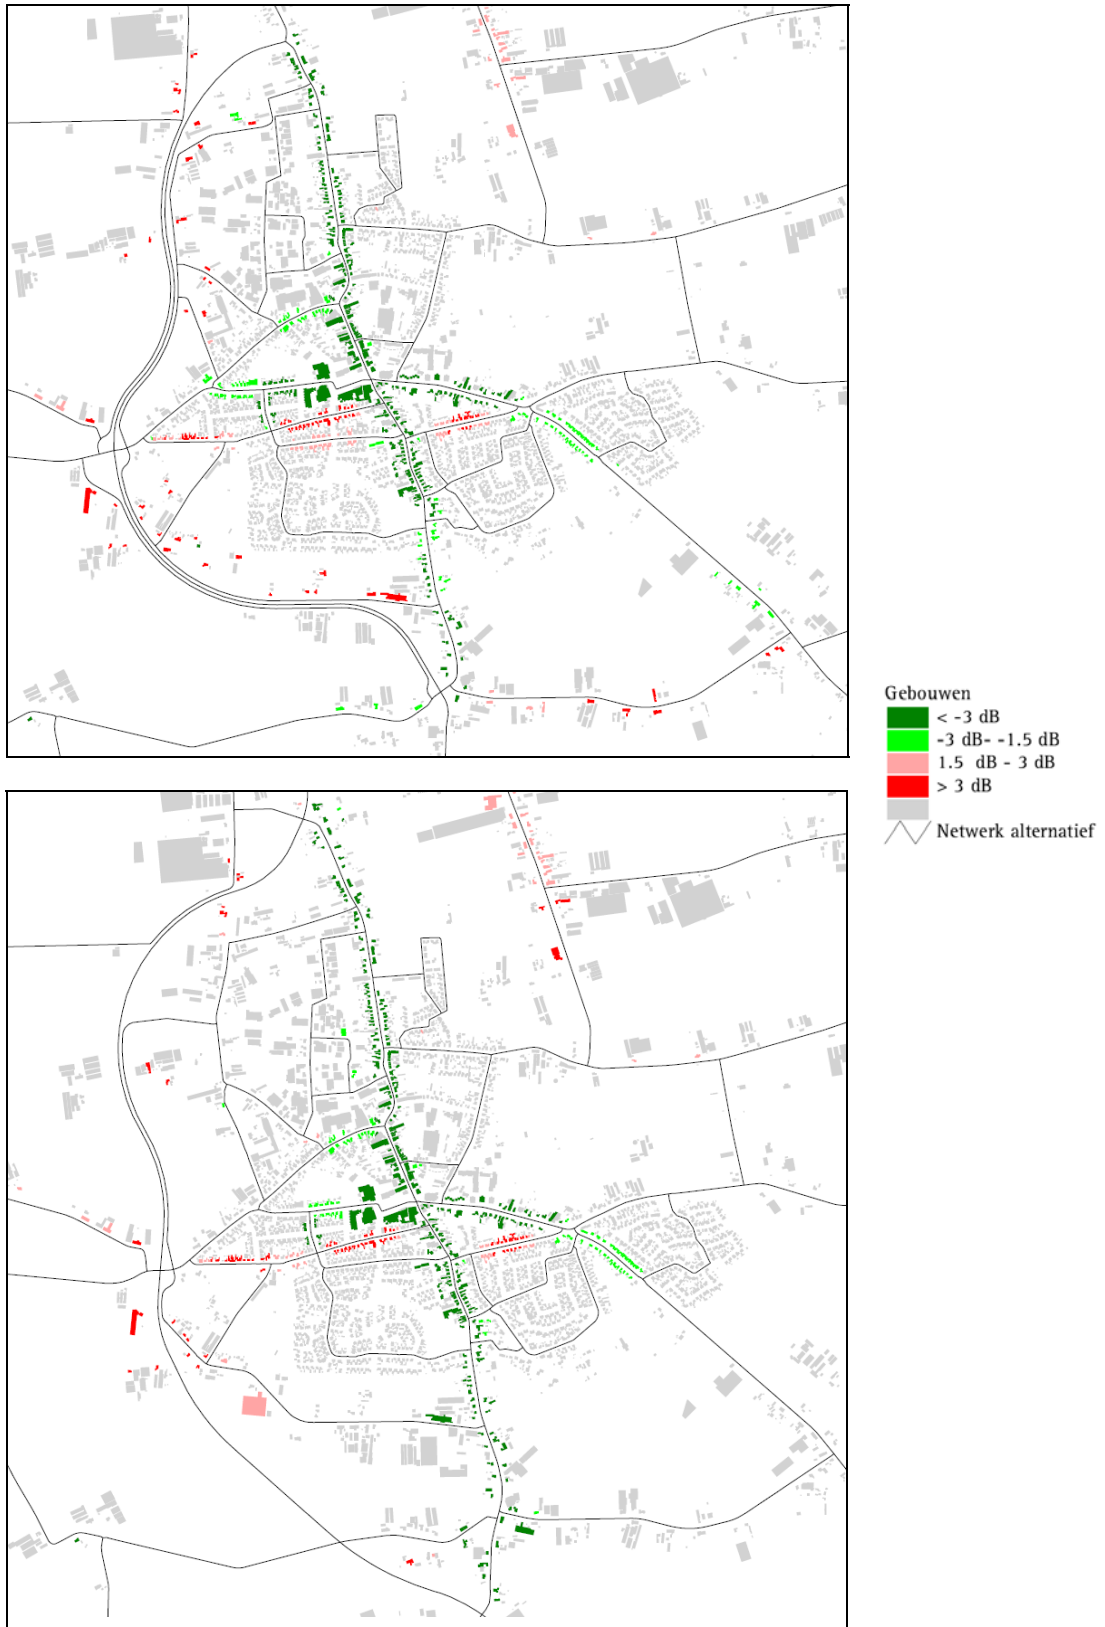 Gebouwen
< -3 dB
-3 dB- -1.5 dB
1.5 dB - 3 dB
> 3 dB
Netwerk alternatief